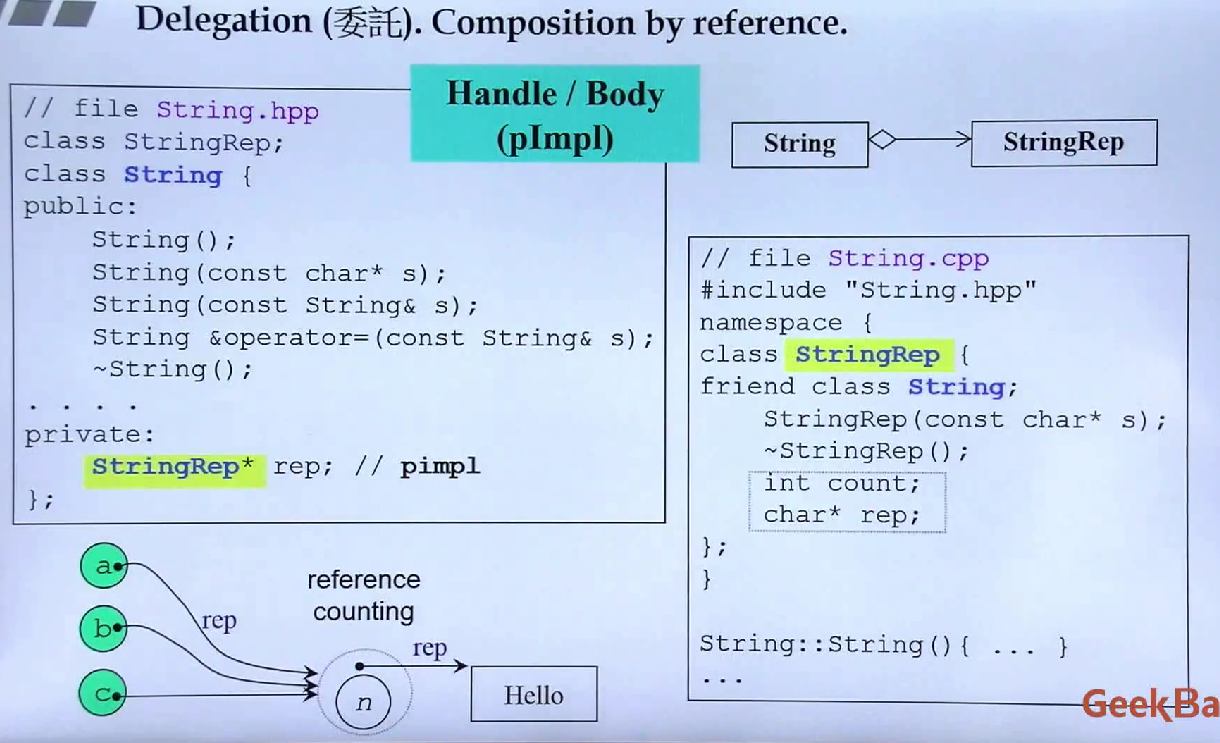 Delegation (委託). Composition by reference.
Handle / Body
(pImpl)
// file String.hpp
class StringRep;
class String {
public:
String();
String(const char* s);
String(const String& s);
String &operator=(const String& s);
~String();
. . . .
private:
StringRep* rep; // pimpl
};
String
StringRep
// file String.cpp
#include "String.hpp"
namespace {
class StringRep {
friend class String;
StringRep(const char* s);
~StringRep();
int count;
char* rep;
};
}
String::String(){ ... }
...
a
b
c
rep
reference
counting
n
rep
Hello
GeekBa